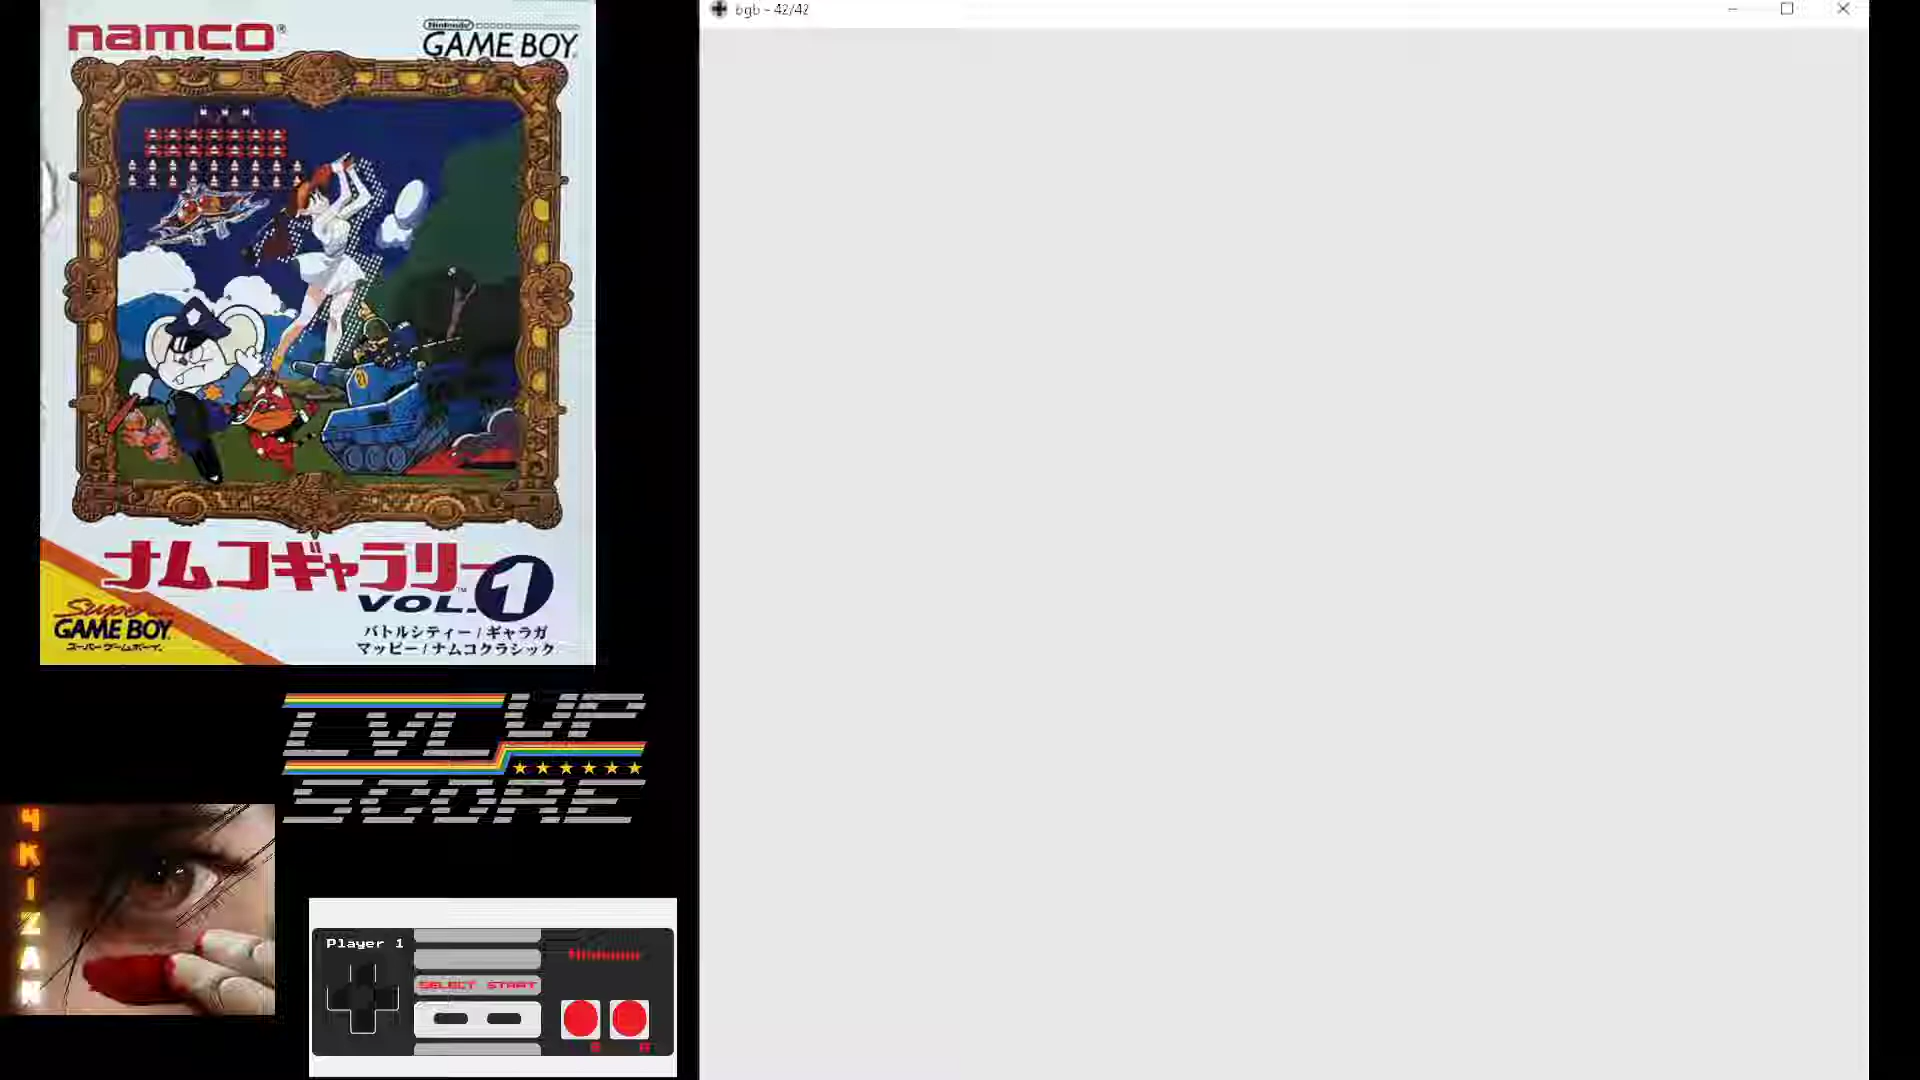 namco®
Nintendo
GAME BOY
ナムコギャラリー
VOL.1
Super
GAME BOY
スーパーゲームボーイ
バトルシティー / ギャラガ
マッピー / ナムコクラシック
LVL UP
SCORE
4KIZAN
Player 1
Nintendo
SELECT START
bgb - 42/42